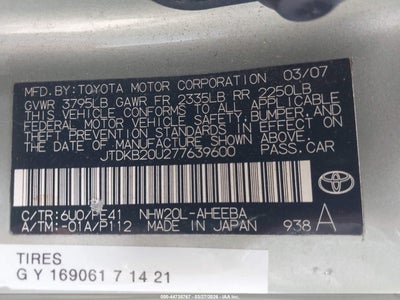 MFD.BY:TOYOTA MOTOR CORPORATION 03/07
GVWR 3795LB GAWR FR 2335LB RR 2250LB
THIS VEHICLE CONFORMS TO ALL APPLICABLE
FEDERAL MOTOR VEHICLE SAFETY, BUMPER, AND
THEFT PREVENTION STANDARDS IN EFFECT ON
THE DATE OF MANUFACTURE SHOWN ABOVE.
JTDKB20U277639600 PASS.CAR
TOYOTA
C/TR:6U0/FE41 NHW20L-AHEEBA
A/TM:-01A/P112 MADE IN JAPAN 938 A
TIRES
G Y 169061 7 14 21